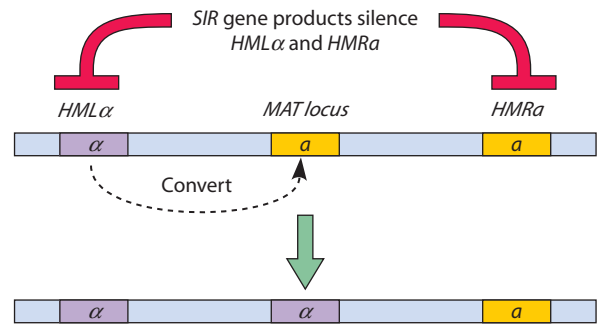 SIR gene products silence
HMLα and HMRa
HMLα
MAT locus
HMRa
α
a
a
Convert
α
α
a